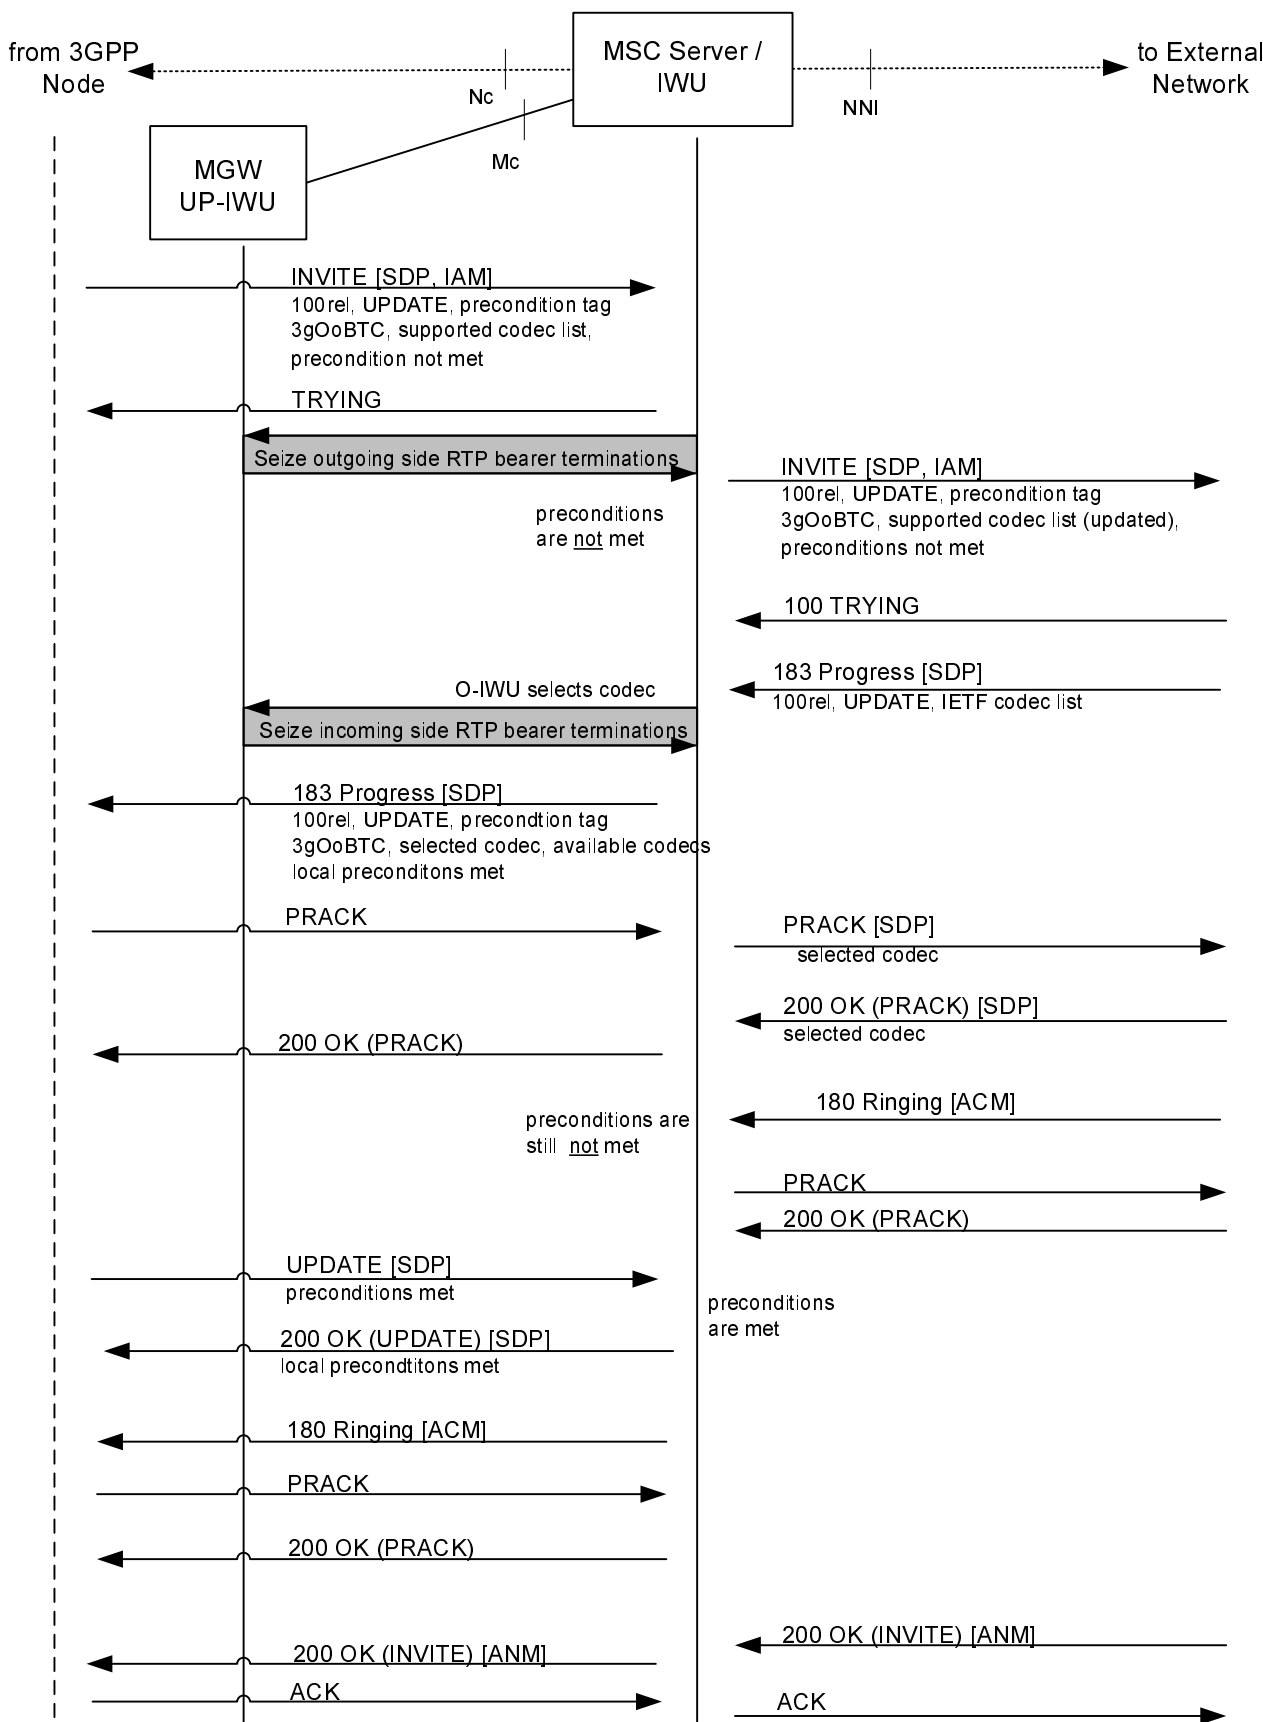 from 3GPP
Node
MSC Server /
IWU
to External
Network
Nc
NNI
Mc
MGW
UP-IWU
INVITE [SDP, IAM]
100rel, UPDATE, precondition tag
3gOoBTC, supported codec list,
precondition not met
TRYING
Seize outgoing side RTP bearer terminations
INVITE [SDP, IAM]
100rel, UPDATE, precondition tag
3gOoBTC, supported codec list (updated),
preconditions not met
preconditions
are not met
100 TRYING
183 Progress [SDP]
100rel, UPDATE, IETF codec list
O-IWU selects codec
Seize incoming side RTP bearer terminations
183 Progress [SDP]
100rel, UPDATE, precondtion tag
3gOoBTC, selected codec, available codecs
local preconditons met
PRACK
PRACK [SDP]
selected codec
200 OK (PRACK) [SDP]
selected codec
200 OK (PRACK)
180 Ringing [ACM]
preconditions are
still not met
PRACK
200 OK (PRACK)
UPDATE [SDP]
preconditions met
preconditions
are met
200 OK (UPDATE) [SDP]
local precondtitons met
180 Ringing [ACM]
PRACK
200 OK (PRACK)
200 OK (INVITE) [ANM]
200 OK (INVITE) [ANM]
ACK
ACK